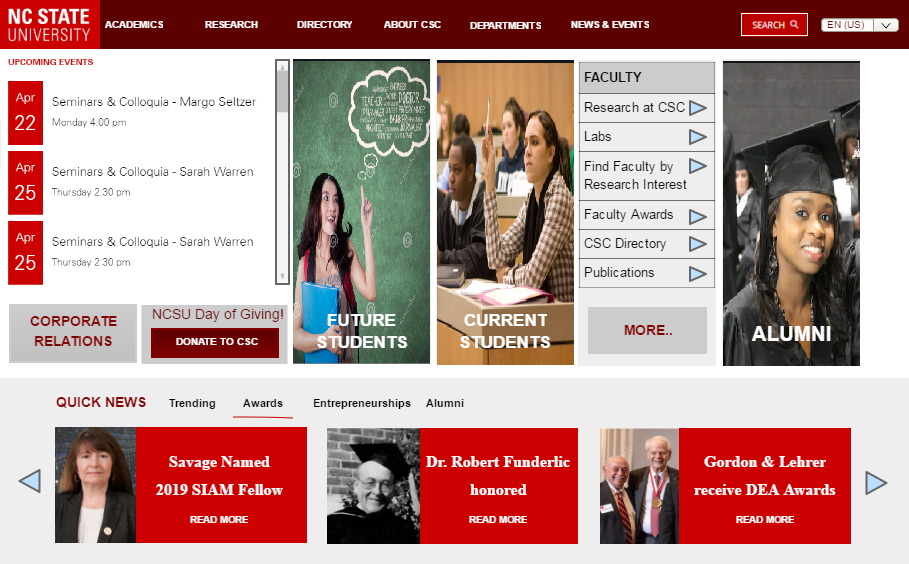 NC STATE
UNIVERSITY
ACADEMICS
RESEARCH
DIRECTORY
ABOUT CSC
DEPARTMENTS
NEWS & EVENTS
SEARCH
EN (US)
UPCOMING EVENTS
Apr
22
Seminars & Colloquia - Margo Seltzer
Monday 4:00 pm
Apr
25
Seminars & Colloquia - Sarah Warren
Thursday 2:30 pm
Apr
25
Seminars & Colloquia - Sarah Warren
Thursday 2:30 pm
CORPORATE
RELATIONS
NCSU Day of Giving!
DONATE TO CSC
TEACHER
DOCTOR
MANAGER
FUTURE
STUDENTS
CURRENT
STUDENTS
FACULTY
Research at CSC
Labs
Find Faculty by
Research Interest
Faculty Awards
CSC Directory
Publications
MORE..
ALUMNI
QUICK NEWS
Trending
Awards
Entrepreneurships
Alumni
Savage Named
2019 SIAM Fellow
READ MORE
Dr. Robert Funderlic
honored
READ MORE
Gordon & Lehrer
receive DEA Awards
READ MORE